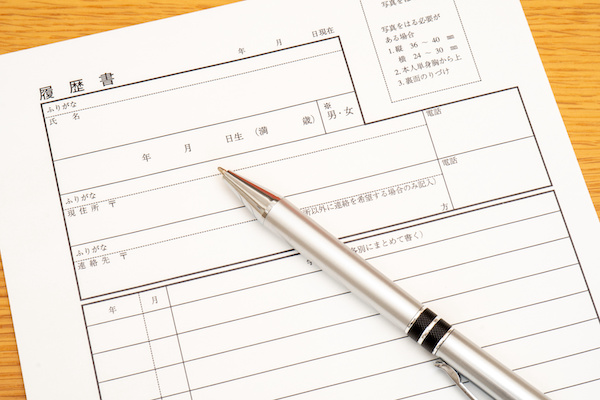 写真をはる必要が
ある場合
1.縦 36 〜 40 ㎜
横 24 〜 30 ㎜
2.本人単身胸から上
3.裏面のりづけ
年 月 日現在
履歴書
ふりがな
氏 名
※
男・女
年 月 日生 (満 歳)
ふりがな
電話
現住所 〒
ふりがな
電話
連絡先 〒
所以外に連絡を希望する場合のみ記入)
方
年 月
各別にまとめて書く)